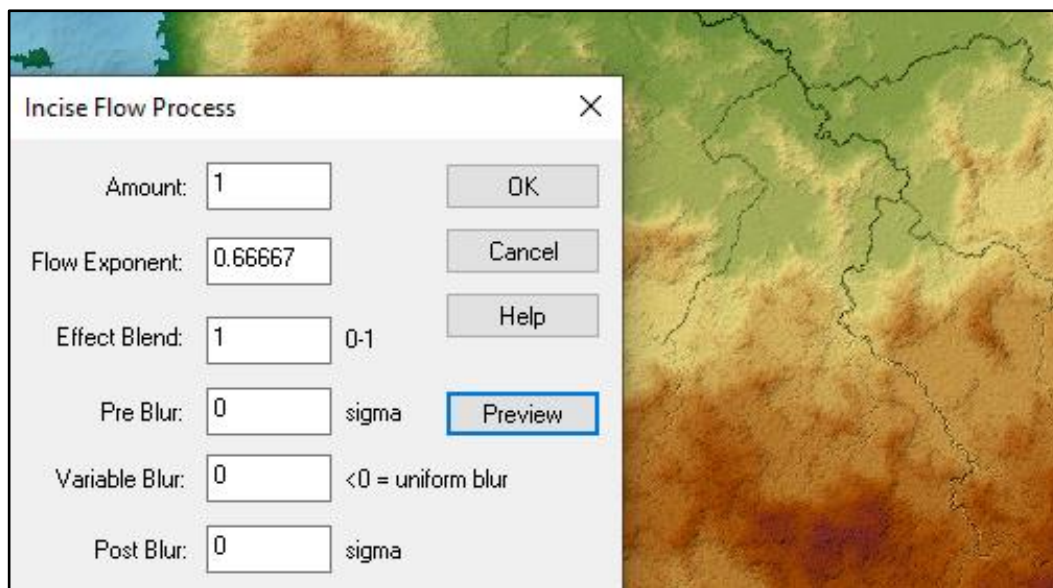 Incise Flow Process
Amount: 1 OK
Flow Exponent: 0.66667 Cancel
Help
Effect Blend: 1 0-1
Pre Blur: 0 sigma Preview
Variable Blur: 0 <0 = uniform blur
Post Blur: 0 sigma